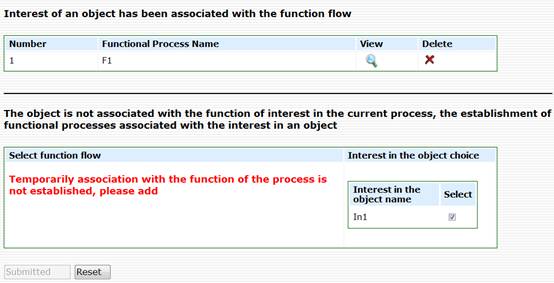 Interest of an object has been associated with the function flow
Number Functional Process Name View Delete
1 F1
The object is not associated with the function of interest in the current process, the establishment of
functional processes associated with the interest in an object
Select function flow Interest in the object choice
Temporarily association with the function of the process is
not established, please add
Interest in the
object name Select
In1
Submitted Reset